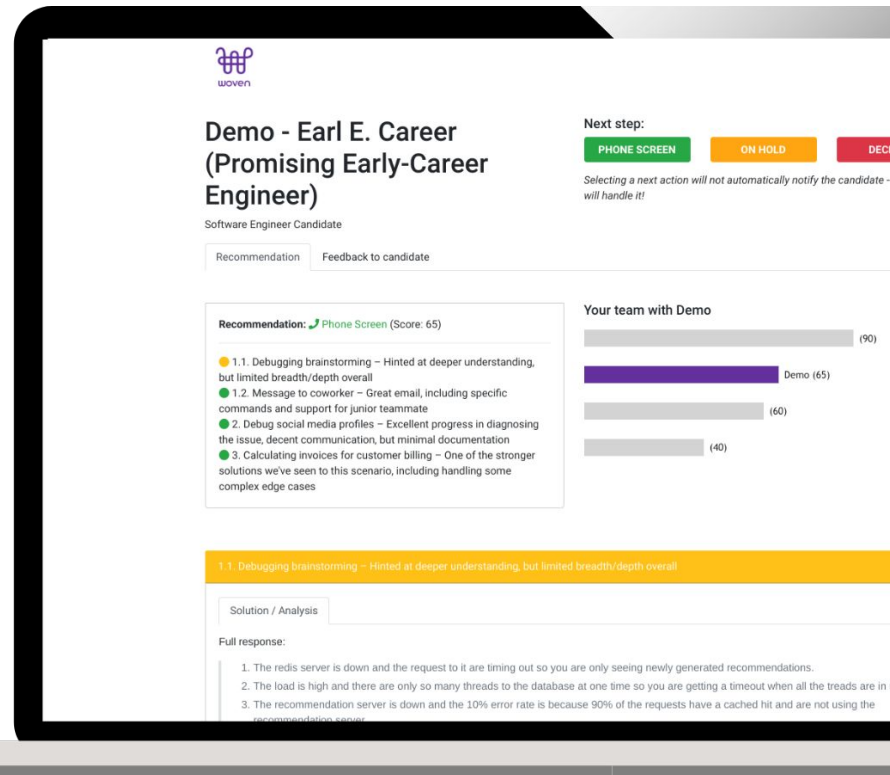 woven
Demo - Earl E. Career
(Promising Early-Career
Engineer)
Software Engineer Candidate
Next step:
PHONE SCREEN
ON HOLD
Selecting a next action will not automatically notify the candidate -
will handle it!
Recommendation
Feedback to candidate
Recommendation: Phone Screen (Score: 65)
1.1. Debugging brainstorming – Hinted at deeper understanding,
but limited breadth/depth overall
1.2. Message to coworker – Great email, including specific
commands and support for junior teammate
2. Debug social media profiles – Excellent progress in diagnosing
the issue, decent communication, but minimal documentation
3. Calculating invoices for customer billing – One of the stronger
solutions we've seen to this scenario, including handling some
complex edge cases
Your team with Demo
(90)
Demo (65)
(60)
(40)
1.1. Debugging brainstorming – Hinted at deeper understanding, but limited breadth/depth overall
Solution / Analysis
Full response:
1. The redis server is down and the request to it are timing out so you are only seeing newly generated recommendations.
2. The load is high and there are only so many threads to the database at one time so you are getting a timeout when all the treads are in
3. The recommendation server is down and the 10% error rate is because 90% of the requests have a cached hit and are not using the
recommendation server